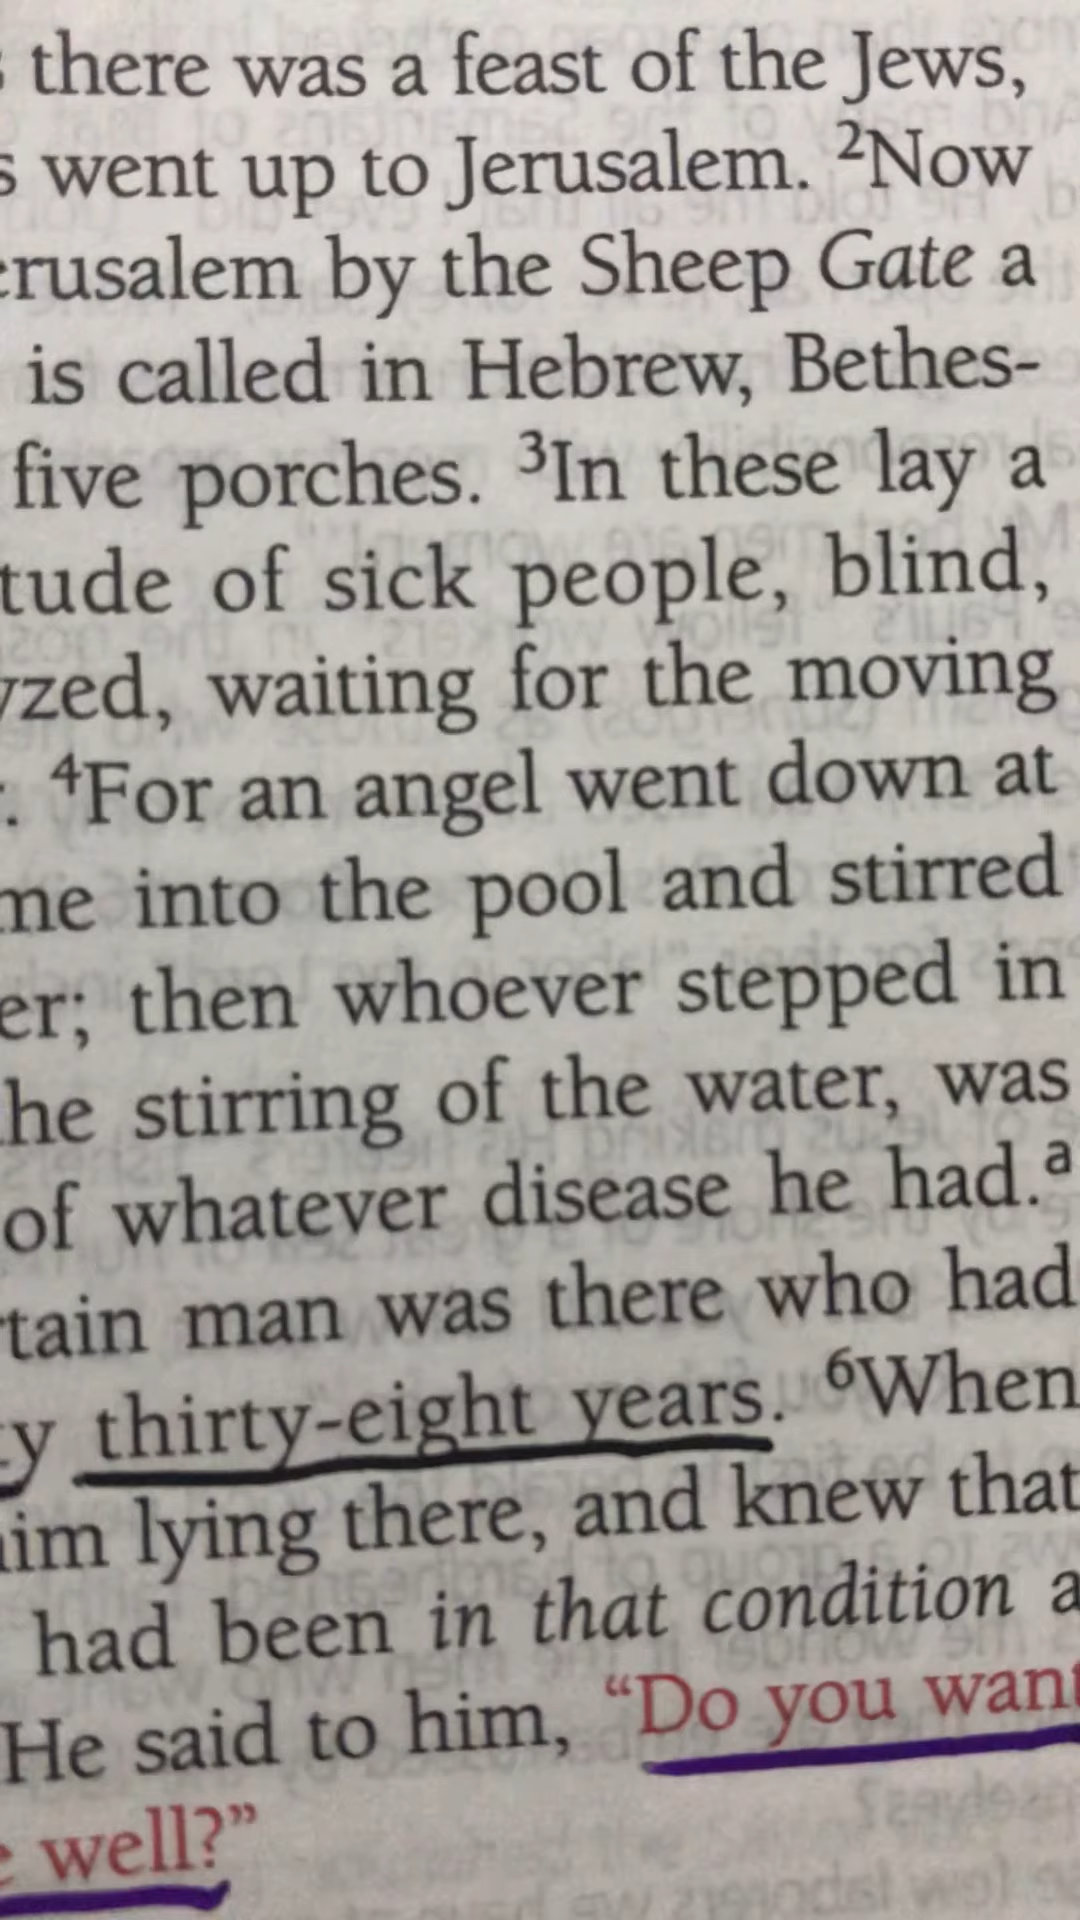 there was a feast of the Jews,
went up to Jerusalem. ²Now
erusalem by the Sheep Gate a
is called in Hebrew, Bethes-
five porches. ³In these lay a
tude of sick people, blind,
yzed, waiting for the moving
. ⁴For an angel went down at
me into the pool and stirred
er; then whoever stepped in
he stirring of the water, was
of whatever disease he had.ᵃ
tain man was there who had
y thirty-eight years. ⁶When
im lying there, and knew that
had been in that condition a
He said to him, “Do you want
well?”